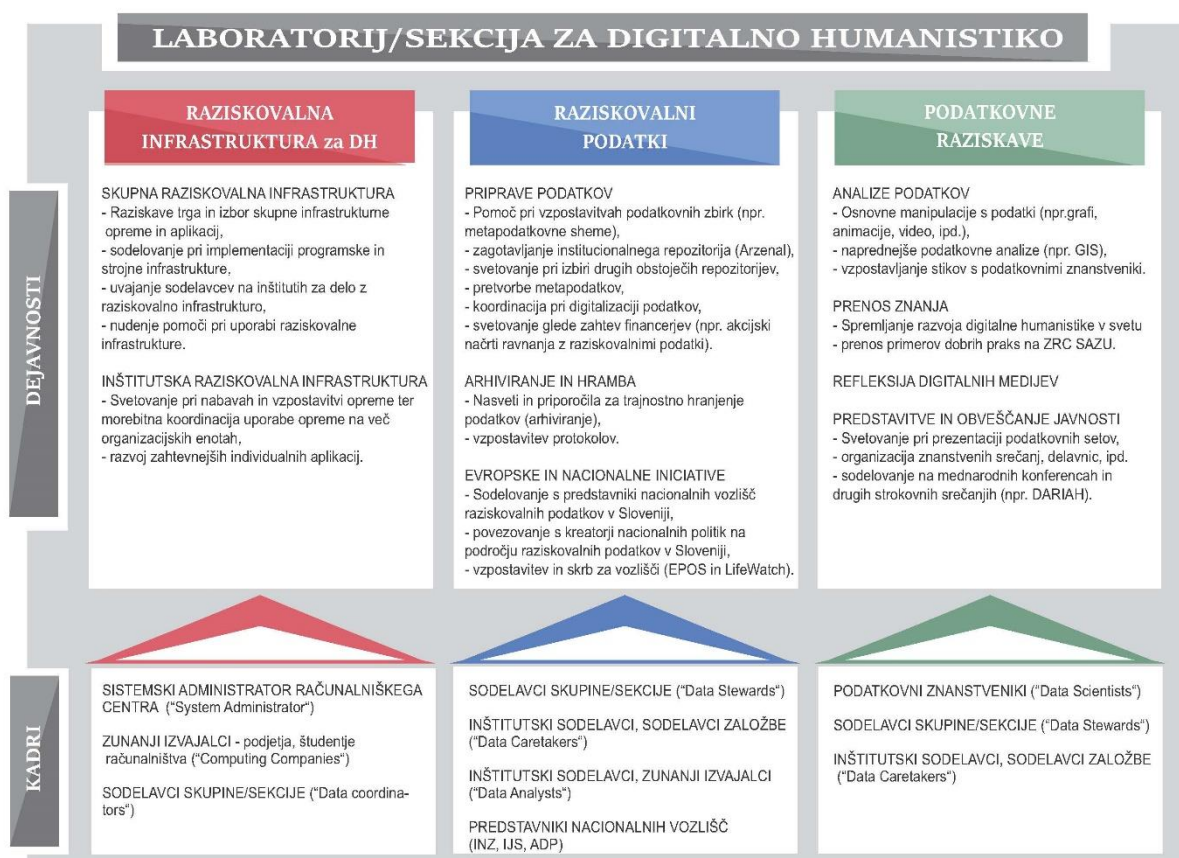 LABORATORIJ/SEKCIJA ZA DIGITALNO HUMANISTIKO
RAZISKOVALNA
INFRASTRUKTURA za DH
SKUPNA RAZISKOVALNA INFRASTRUKTURA
- Raziskave trga in izbor skupne infrastrukturne
opreme in aplikacij,
- sodelovanje pri implementaciji programske in
strojne infrastrukture,
- uvajanje sodelavcev na inštitutih za delo z
raziskovalno infrastrukturo,
- nudenje pomoči pri uporabi raziskovalne
infrastrukture.
INŠTITUTSKA RAZISKOVALNA INFRASTRUKTURA
- Svetovanje pri nabavah in vzpostavitvi opreme ter
morebitna koordinacija uporabe opreme na več
organizacijskih enotah,
- razvoj zahtevnejših individualnih aplikacij.
RAZISKOVALNI
PODATKI
PRIPRAVE PODATKOV
- Pomoč pri vzpostavitvah podatkovnih zbirk (npr.
metapodatkovne sheme),
- zagotavljanje institucionalnega repozitorija (Arzenal),
- svetovanje pri izbiri drugih obstoječih repozitorijev,
- pretvorbe metapodatkov,
- koordinacija pri digitalizaciji podatkov,
- svetovanje glede zahtev financerjev (npr. akcijski
načrti ravnanja z raziskovalnimi podatki).
ARHIVIRANJE IN HRAMBA
- Nasveti in priporočila za trajnostno hranjenje
podatkov (arhiviranje),
- vzpostavitev protokolov.
EVROPSKE IN NACIONALNE INICIATIVE
- Sodelovanje s predstavniki nacionalnih vozlišč
raziskovalnih podatkov v Sloveniji,
- povezovanje s kreatorji nacionalnih politik na
področju raziskovalnih podatkov v Sloveniji,
- vzpostavitev in skrb za vozlišči (EPOS in LifeWatch).
PODATKOVNE
RAZISKAVE
ANALIZE PODATKOV
- Osnovne manipulacije s podatki (npr.grafi,
animacije, video, ipd.),
- naprednejše podatkovne analize (npr. GIS),
- vzpostavljanje stikov s podatkovnimi znanstveniki.
PRENOS ZNANJA
- Spremljanje razvoja digitalne humanistike v svetu
- prenos primerov dobrih praks na ZRC SAZU.
REFLEKSIJA DIGITALNIH MEDIJEV
PREDSTAVITVE IN OBVEŠČANJE JAVNOSTI
- Svetovanje pri prezentaciji podatkovnih setov,
- organizacija znanstvenih srečanj, delavnic, ipd.
- sodelovanje na mednarodnih konferencah in
drugih strokovnih srečanjih (npr. DARIAH).
DEJAVNOSTI
KADRI
SISTEMSKI ADMINISTRATOR RAČUNALNIŠKEGA
CENTRA (“System Administrator“)
ZUNANJI IZVAJALCI - podjetja, študentje
računalništva (“Computing Companies“)
SODELAVCI SKUPINE/SEKCIJE (“Data coordina-
tors“)
SODELAVCI SKUPINE/SEKCIJE (“Data Stewards“)
INŠTITUTSKI SODELAVCI, SODELAVCI ZALOŽBE
(“Data Caretakers“)
INŠTITUTSKI SODELAVCI, ZUNANJI IZVAJALCI
(“Data Analysts“)
PREDSTAVNIKI NACIONALNIH VOZLIŠČ
(INZ, IJS, ADP)
PODATKOVNI ZNANSTVENIKI (“Data Scientists“)
SODELAVCI SKUPINE/SEKCIJE (“Data Stewards“)
INŠTITUTSKI SODELAVCI, SODELAVCI ZALOŽBE
(“Data Caretakers“)